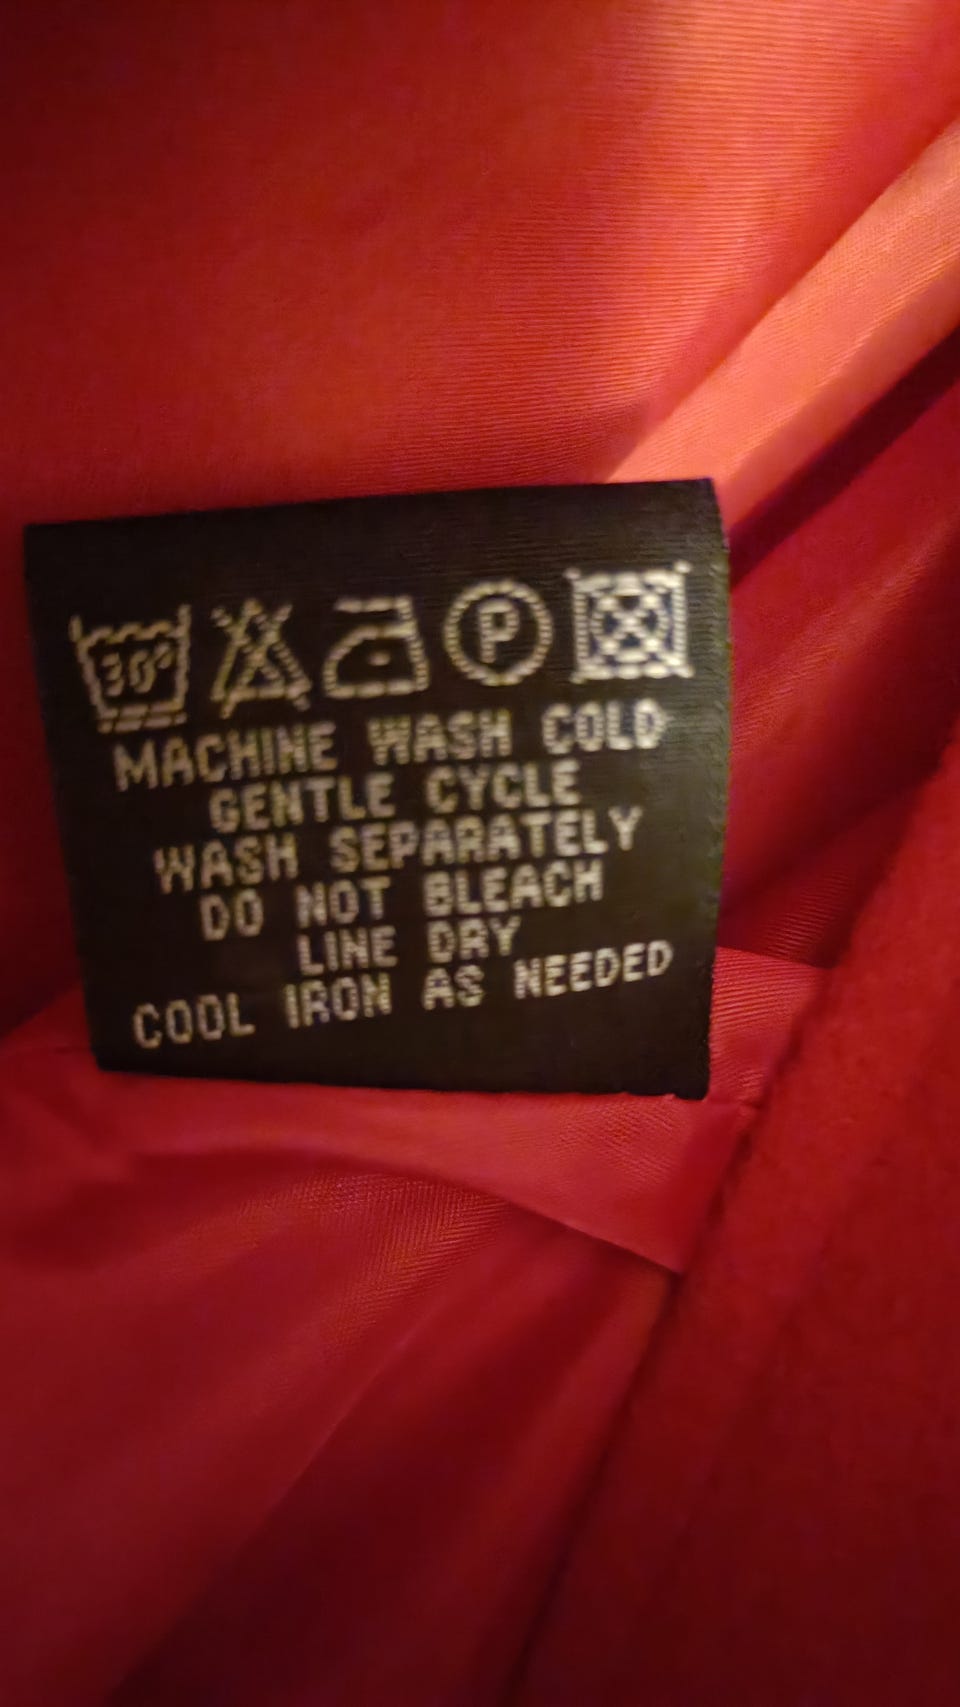 30°
P
MACHINE WASH COLD
GENTLE CYCLE
WASH SEPARATELY
DO NOT BLEACH
LINE DRY
COOL IRON AS NEEDED